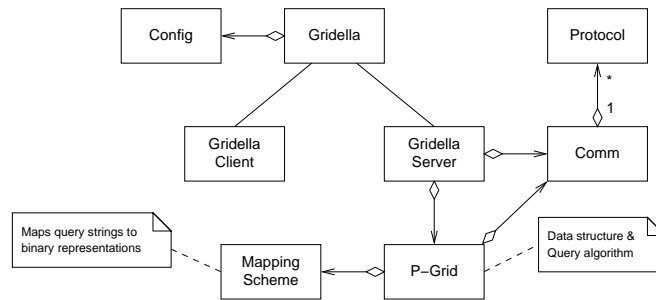 Config
Gridella
Protocol
*
1
Gridella
Client
Gridella
Server
Comm
Maps query strings to
binary representations
Mapping
Scheme
P−Grid
Data structure &
Query algorithm